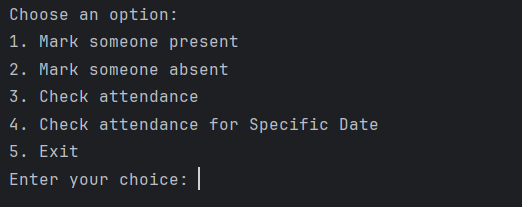 Choose an option:
1. Mark someone present
2. Mark someone absent
3. Check attendance
4. Check attendance for Specific Date
5. Exit
Enter your choice: